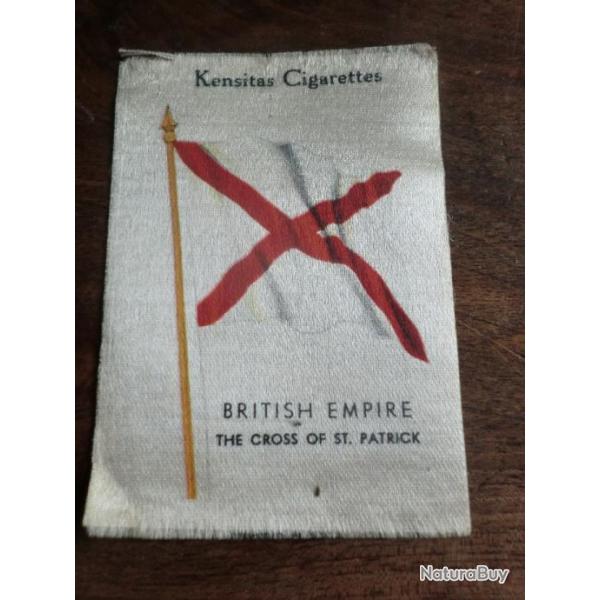 Kensitas Cigarettes
BRITISH EMPIRE
THE CROSS OF ST. PATRICK
NaturaBuy